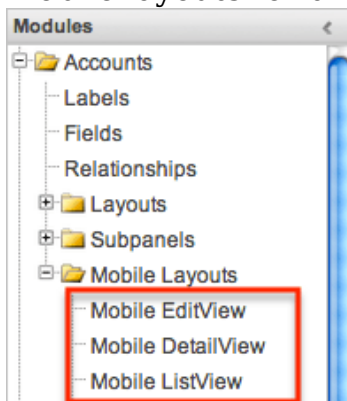 Modules
Accounts
Labels
Fields
Relationships
Layouts
Subpanels
Mobile Layouts
Mobile EditView
Mobile DetailView
Mobile ListView